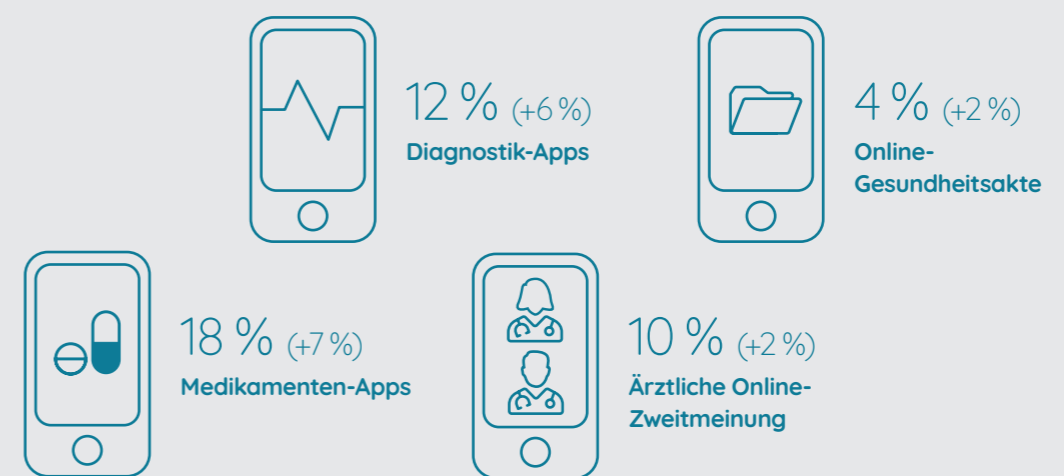 12 % (+6 %)
Diagnostik-Apps
4 % (+2 %)
Online-
Gesundheitsakte
18 % (+7 %)
Medikamenten-Apps
10 % (+2 %)
Ärztliche Online-
Zweitmeinung